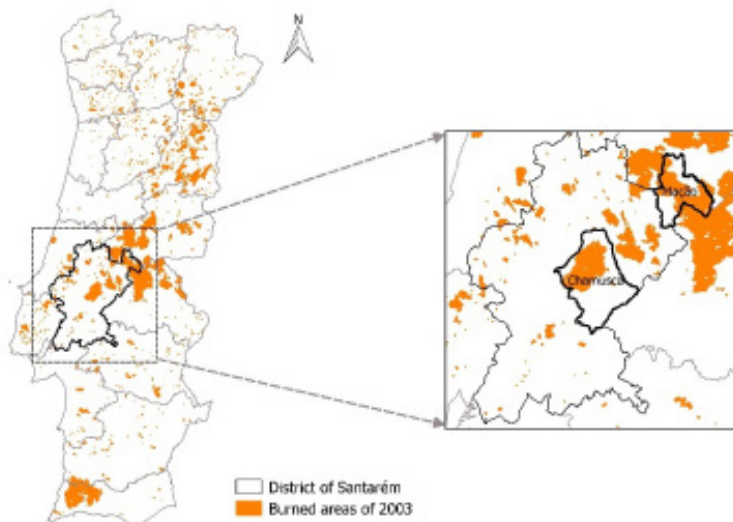 N
Mação
Chamusca
District of Santarém
Burned areas of 2003